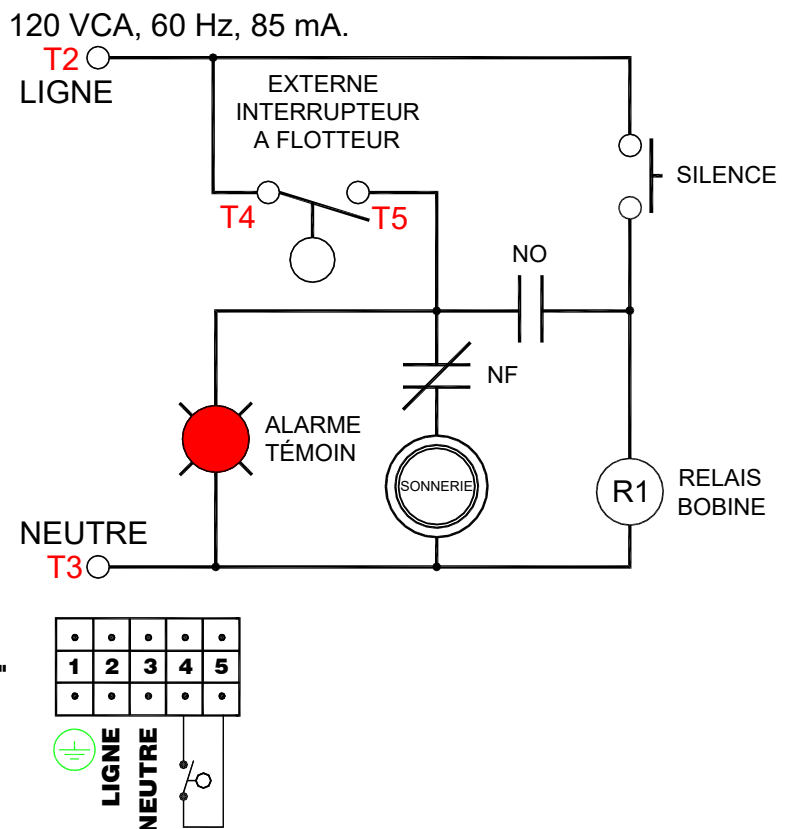 120 VCA, 60 Hz, 85 mA.
T2
LIGNE
EXTERNE
INTERRUPTEUR
A FLOTTEUR
SILENCE
T4
T5
NO
NF
ALARME
TÉMOIN
SONNERIE
R1
RELAIS
BOBINE
NEUTRE
T3
"
1 2 3 4 5
LIGNE
NEUTRE